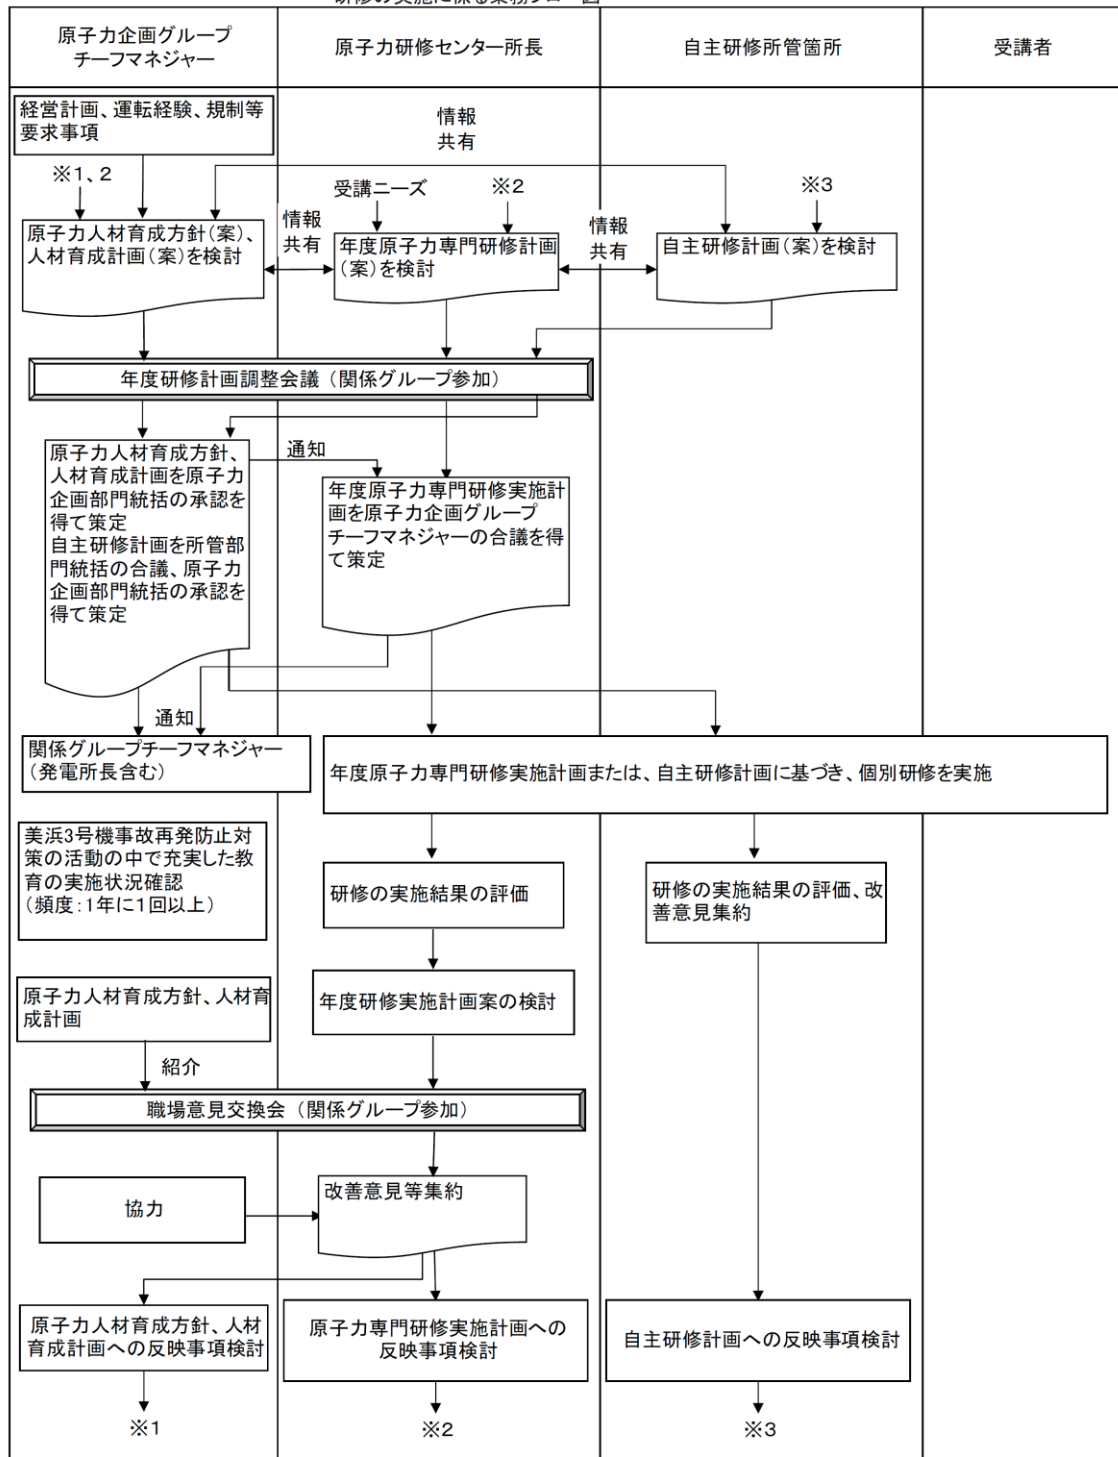 研修の実施に係る業務フロー図
原子力企画グループ
チーフマネジャー
原子力研修センター所長
自主研修所管箇所
受講者
経営計画、運転経験、規制等
要求事項
情報
共有
※1、2
受講ニーズ
※2
※3
原子力人材育成方針(案)、
人材育成計画(案)を検討
情報
共有
年度原子力専門研修計画
(案)を検討
情報
共有
自主研修計画(案)を検討
年度研修計画調整会議(関係グループ参加)
原子力人材育成方針、
人材育成計画を原子力
企画部門統括の承認を
得て策定
自主研修計画を所管部
門統括の合議、原子力
企画部門統括の承認を
得て策定
通知
年度原子力専門研修実施計
画を原子力企画グループ
チーフマネジャーの合議を得
て策定
通知
関係グループチーフマネジャー
(発電所長含む)
年度原子力専門研修実施計画または、自主研修計画に基づき、個別研修を実施
美浜3号機事故再発防止対
策の活動の中で充実した教
育の実施状況確認
(頻度:1年に1回以上)
研修の実施結果の評価
研修の実施結果の評価、改
善意見集約
原子力人材育成方針、人材育
成計画
年度研修実施計画案の検討
紹介
職場意見交換会(関係グループ参加)
協力
改善意見等集約
原子力人材育成方針、人材
育成計画への反映事項検討
原子力専門研修実施計画への
反映事項検討
自主研修計画への反映事項検討
※1
※2
※3